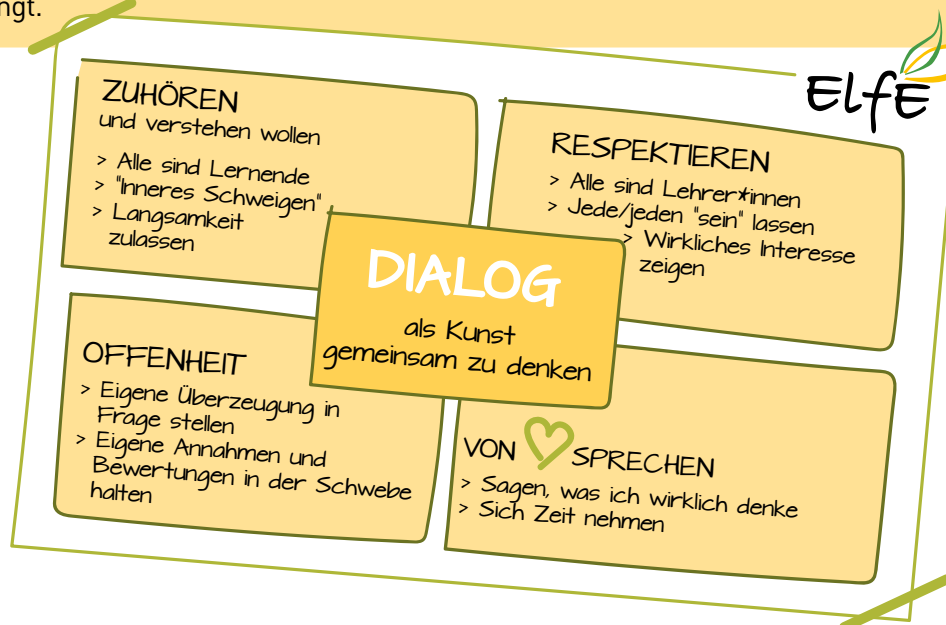 ngt.
ELFE
ZUHÖREN
und verstehen wollen
> Alle sind Lernende
> "Inneres Schweigen"
> Langsamkeit
zulassen
RESPEKTIEREN
> Alle sind Lehrer*innen
> Jede/jeden "sein" lassen
> Wirkliches Interesse
zeigen
DIALOG
als Kunst
gemeinsam zu denken
OFFENHEIT
> Eigene Überzeugung in
Frage stellen
> Eigene Annahmen und
Bewertungen in der Schwebe
halten
VON SPRECHEN
> Sagen, was ich wirklich denke
> Sich Zeit nehmen